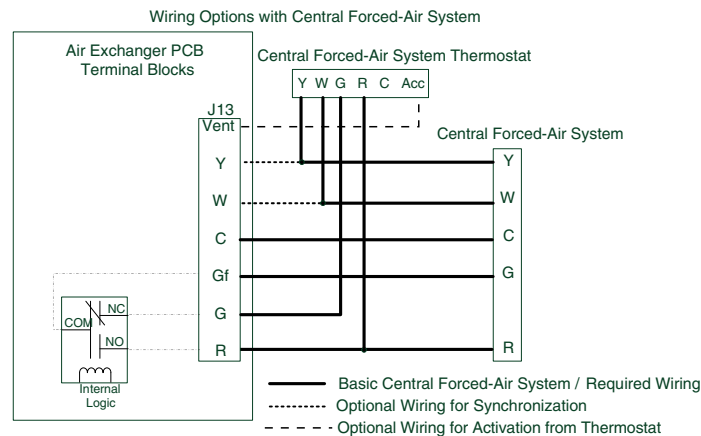 Wiring Options with Central Forced-Air System
Air Exchanger PCB
Terminal Blocks
Central Forced-Air System Thermostat
Y W G R C Acc
J13
Vent
Central Forced-Air System
Y
Y
W
W
C
C
Gf
G
G
R
R
NC
COM
NO
Internal
Logic
Basic Central Forced-Air System / Required Wiring
Optional Wiring for Synchronization
Optional Wiring for Activation from Thermostat